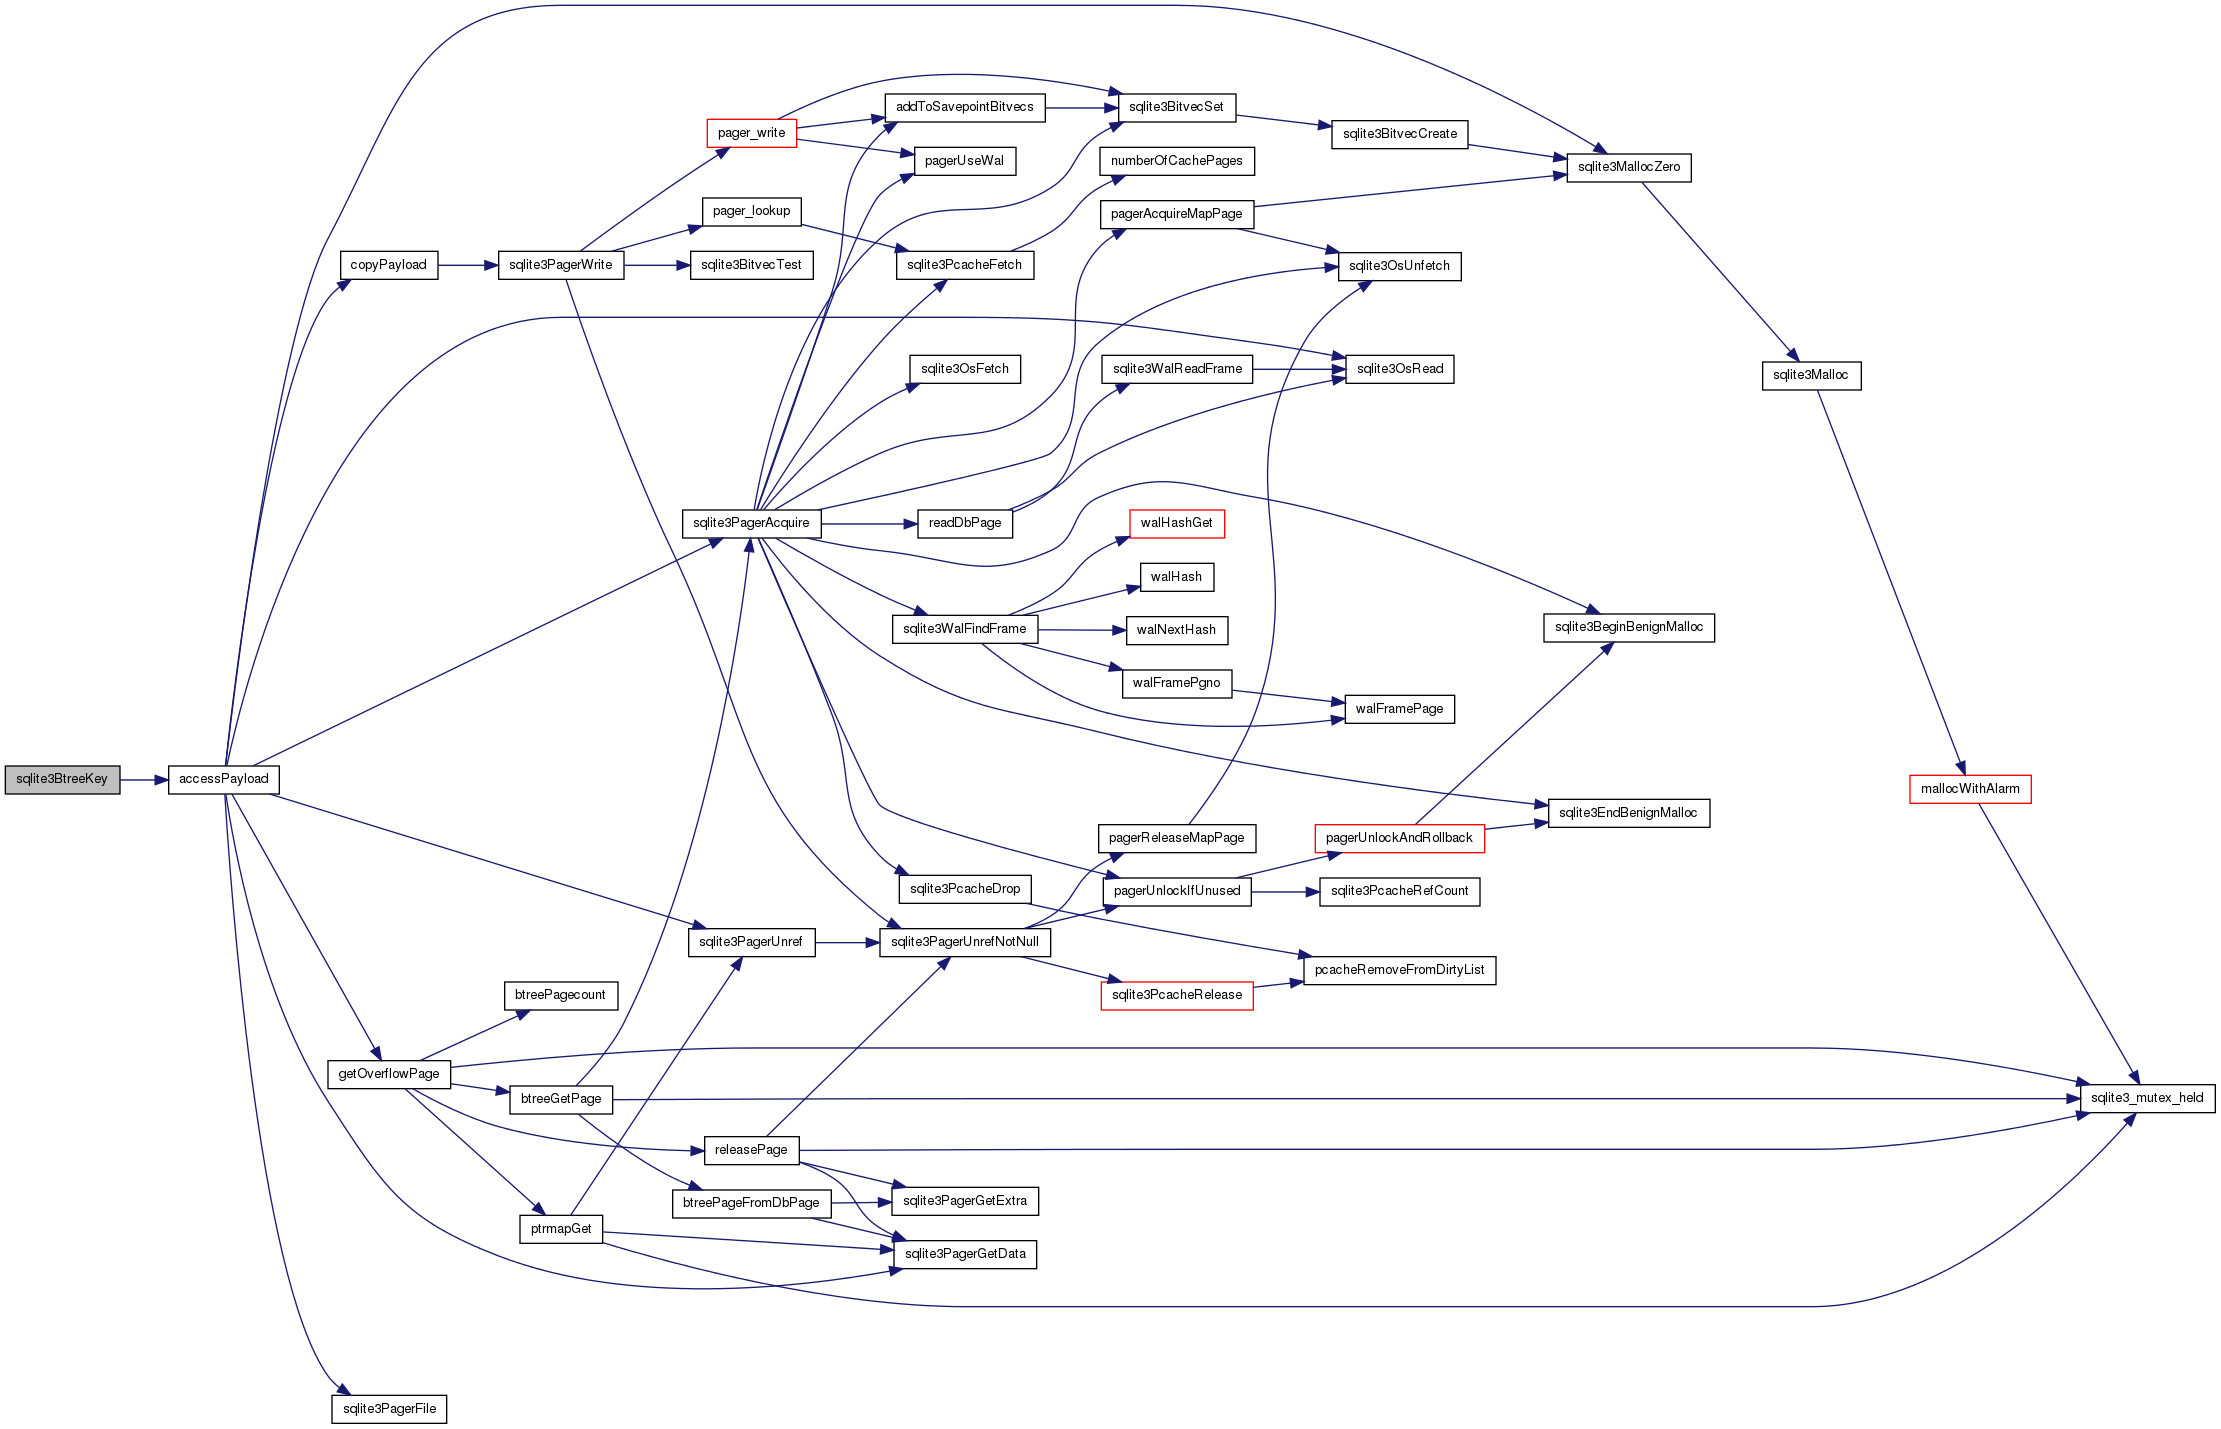 sqlite3BtreeKey
accessPayload
copyPayload
getOverflowPage
sqlite3PagerFile
sqlite3PagerWrite
btreePagecount
btreeGetPage
ptrmapGet
pager_write
pager_lookup
sqlite3BitvecTest
sqlite3PagerAcquire
sqlite3PagerUnref
releasePage
btreePageFromDbPage
addToSavepointBitvecs
pagerUseWal
sqlite3PcacheFetch
sqlite3OsFetch
readDbPage
sqlite3WalFindFrame
sqlite3PcacheDrop
sqlite3PagerUnrefNotNull
sqlite3PagerGetExtra
sqlite3PagerGetData
sqlite3BitvecSet
numberOfCachePages
pagerAcquireMapPage
sqlite3WalReadFrame
walHashGet
walHash
walNextHash
walFramePgno
pagerReleaseMapPage
pagerUnlockIfUnused
sqlite3PcacheRelease
sqlite3BitvecCreate
sqlite3OsUnfetch
sqlite3OsRead
walFramePage
pagerUnlockAndRollback
sqlite3PcacheRefCount
pcacheRemoveFromDirtyList
sqlite3MallocZero
sqlite3BeginBenignMalloc
sqlite3EndBenignMalloc
sqlite3Malloc
mallocWithAlarm
sqlite3_mutex_held